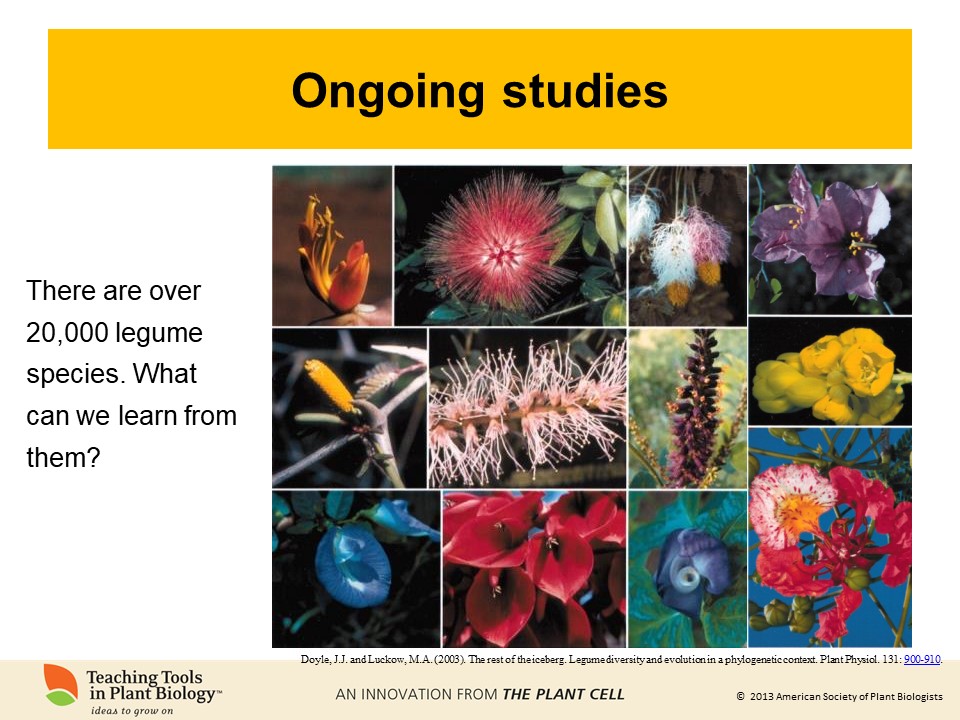 Ongoing studies
There are over
20,000 legume
species. What
can we learn from
them?
Doyle, J.J. and Luckow, M.A. (2003). The rest of the iceberg. Legume diversity and evolution in a phylogenetic context. Plant Physiol. 131: 900-910.
Teaching Tools
in Plant Biology™
ideas to grow on
AN INNOVATION FROM THE PLANT CELL
© 2013 American Society of Plant Biologists